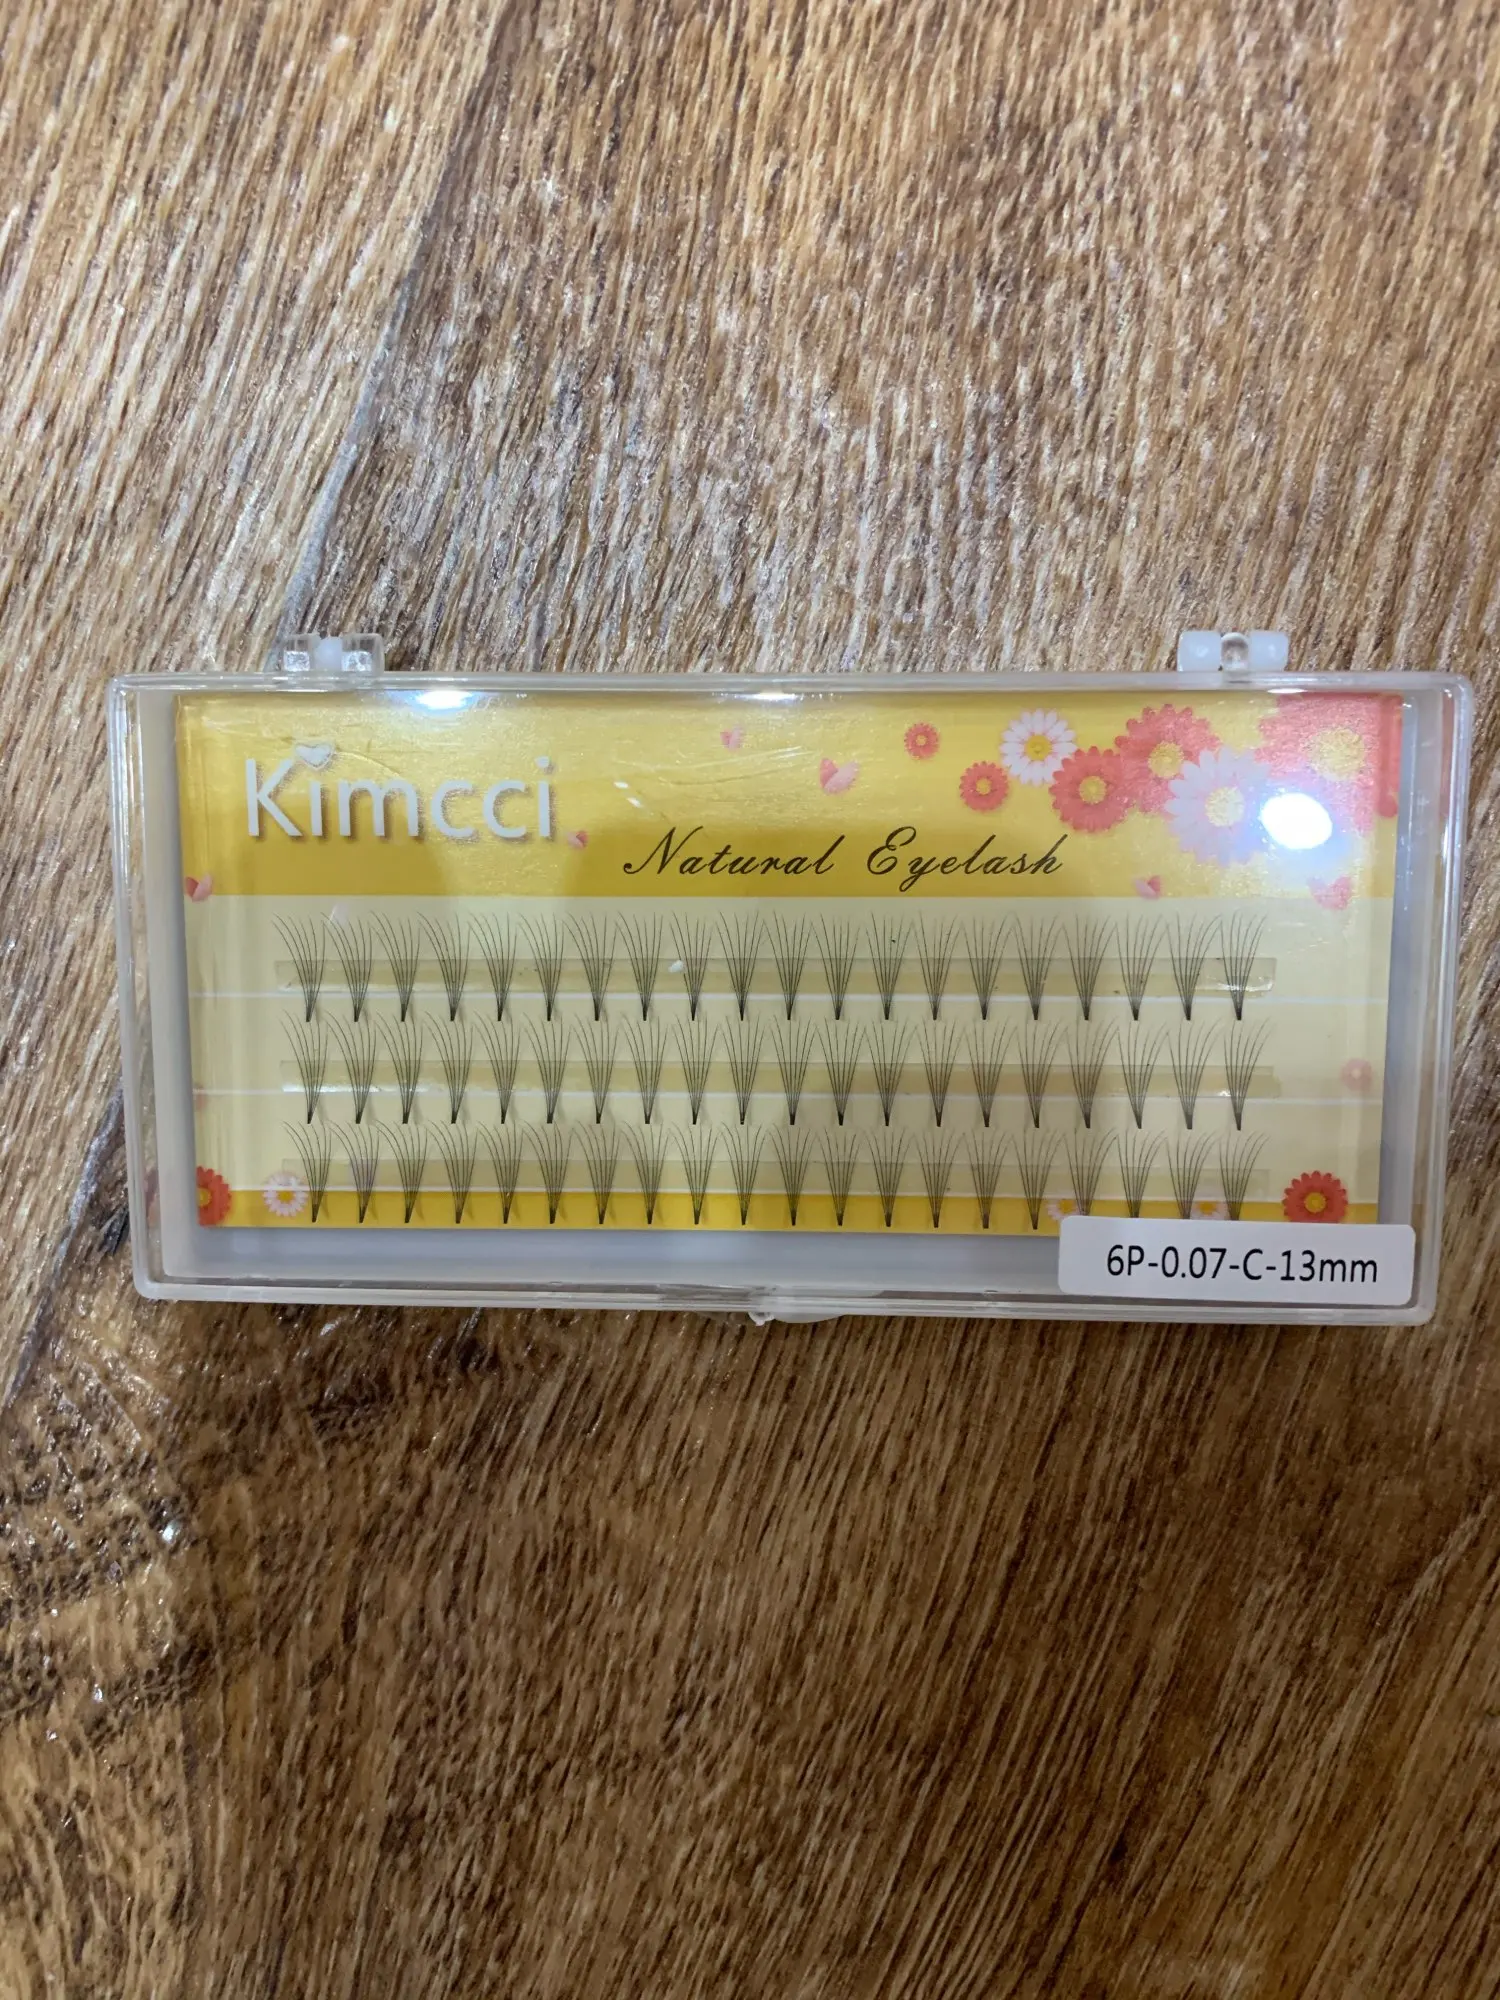 Kimcci
Natural Eyelash
6P-0.07-C-13mm